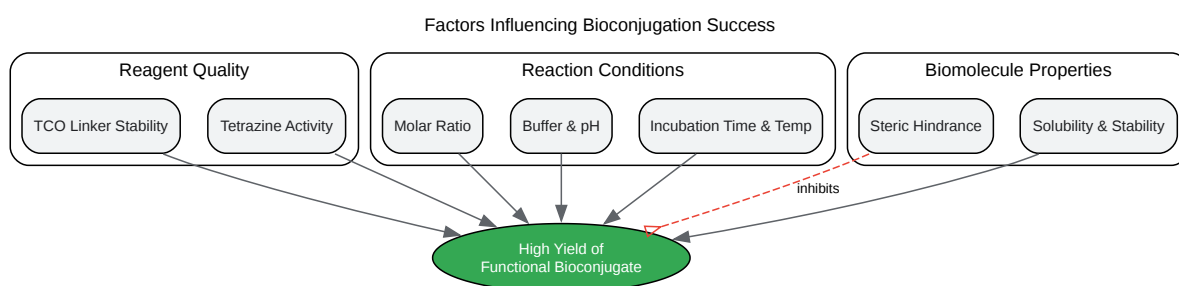 Factors Influencing Bioconjugation Success
Reagent Quality
Reaction Conditions
Biomolecule Properties
TCO Linker Stability
Tetrazine Activity
Molar Ratio
Buffer & pH
Incubation Time & Temp
Steric Hindrance
Solubility & Stability
inhibits
High Yield of
Functional Bioconjugate